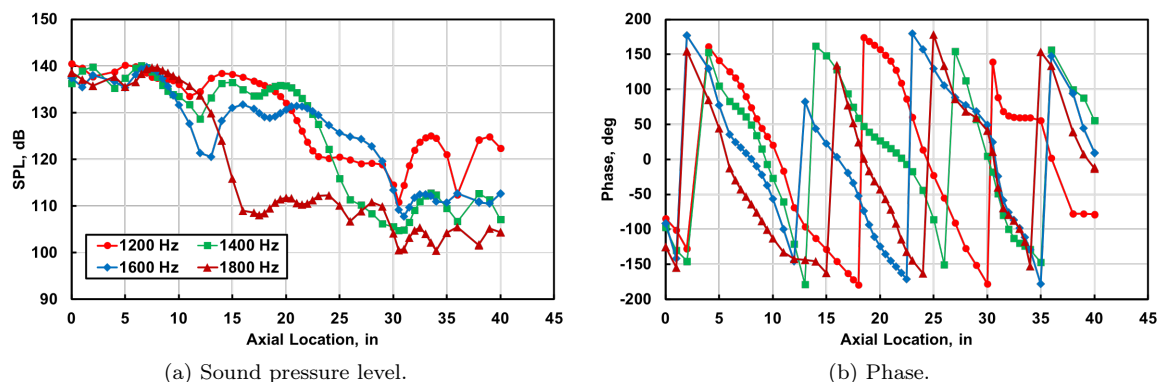 150
140
130
120
110
100
90
SPL, dB
1200 Hz 1400 Hz
1600 Hz 1800 Hz
0 5 10 15 20 25 30 35 40 45
Axial Location, in
(a) Sound pressure level.
200
150
100
50
0
-50
-100
-150
-200
Phase, deg
0 5 10 15 20 25 30 35 40 45
Axial Location, in
(b) Phase.